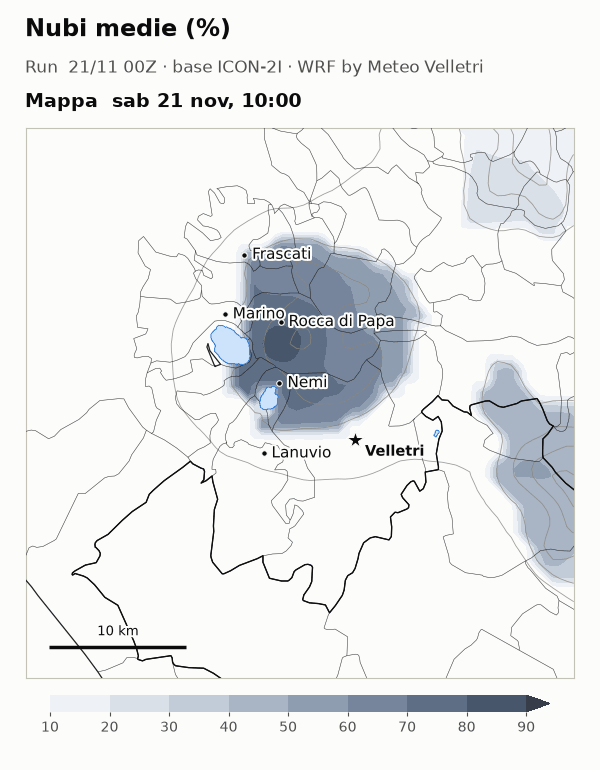 Nubi medie (%)
Run 21/11 00Z · base ICON-2I · WRF by Meteo Velletri
Mappa sab 21 nov, 10:00
Frascati
Marino
Rocca di Papa
Nemi
Velletri
Lanuvio
10 km
10 20 30 40 50 60 70 80 90